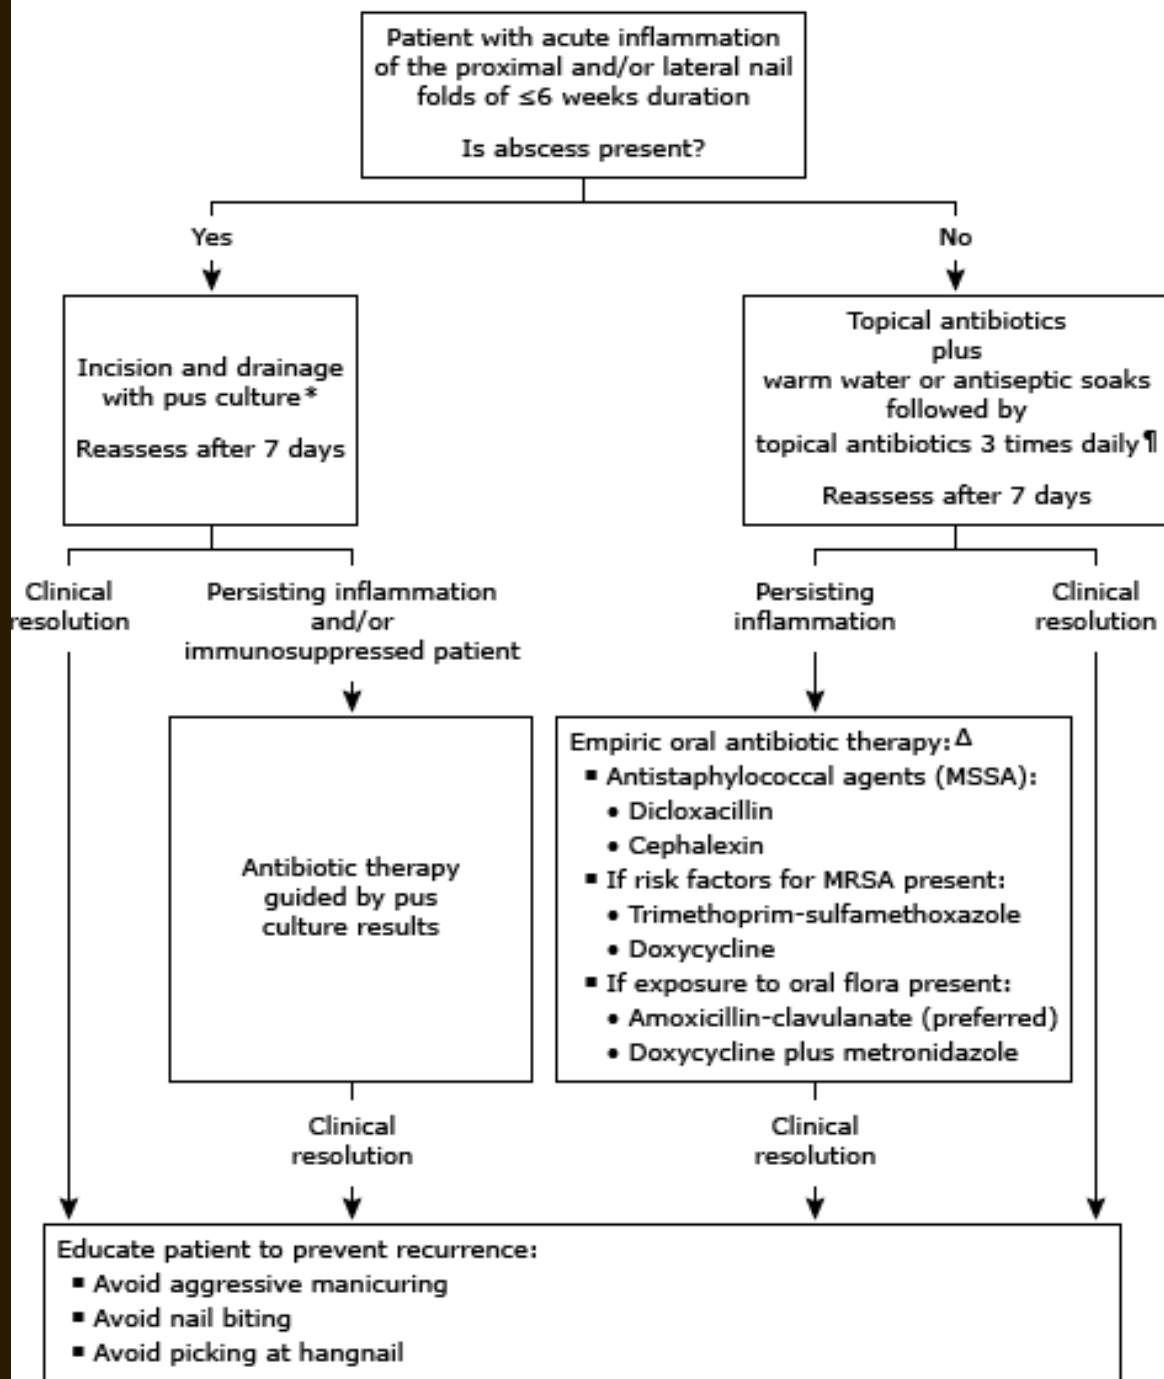 Patient with acute inflammation
of the proximal and/or lateral nail
folds of ≤6 weeks duration
Is abscess present?
Yes
No
Incision and drainage
with pus culture*
Reassess after 7 days
Topical antibiotics
plus
warm water or antiseptic soaks
followed by
topical antibiotics 3 times daily¶
Reassess after 7 days
Clinical
resolution
Persisting inflammation
and/or
immunosuppressed patient
Persisting
inflammation
Clinical
resolution
Antibiotic therapy
guided by pus
culture results
Empiric oral antibiotic therapy:Δ
▪ Antistaphylococcal agents (MSSA):
• Dicloxacillin
• Cephalexin
▪ If risk factors for MRSA present:
• Trimethoprim-sulfamethoxazole
• Doxycycline
▪ If exposure to oral flora present:
• Amoxicillin-clavulanate (preferred)
• Doxycycline plus metronidazole
Clinical
resolution
Clinical
resolution
Educate patient to prevent recurrence:
▪ Avoid aggressive manicuring
▪ Avoid nail biting
▪ Avoid picking at hangnail